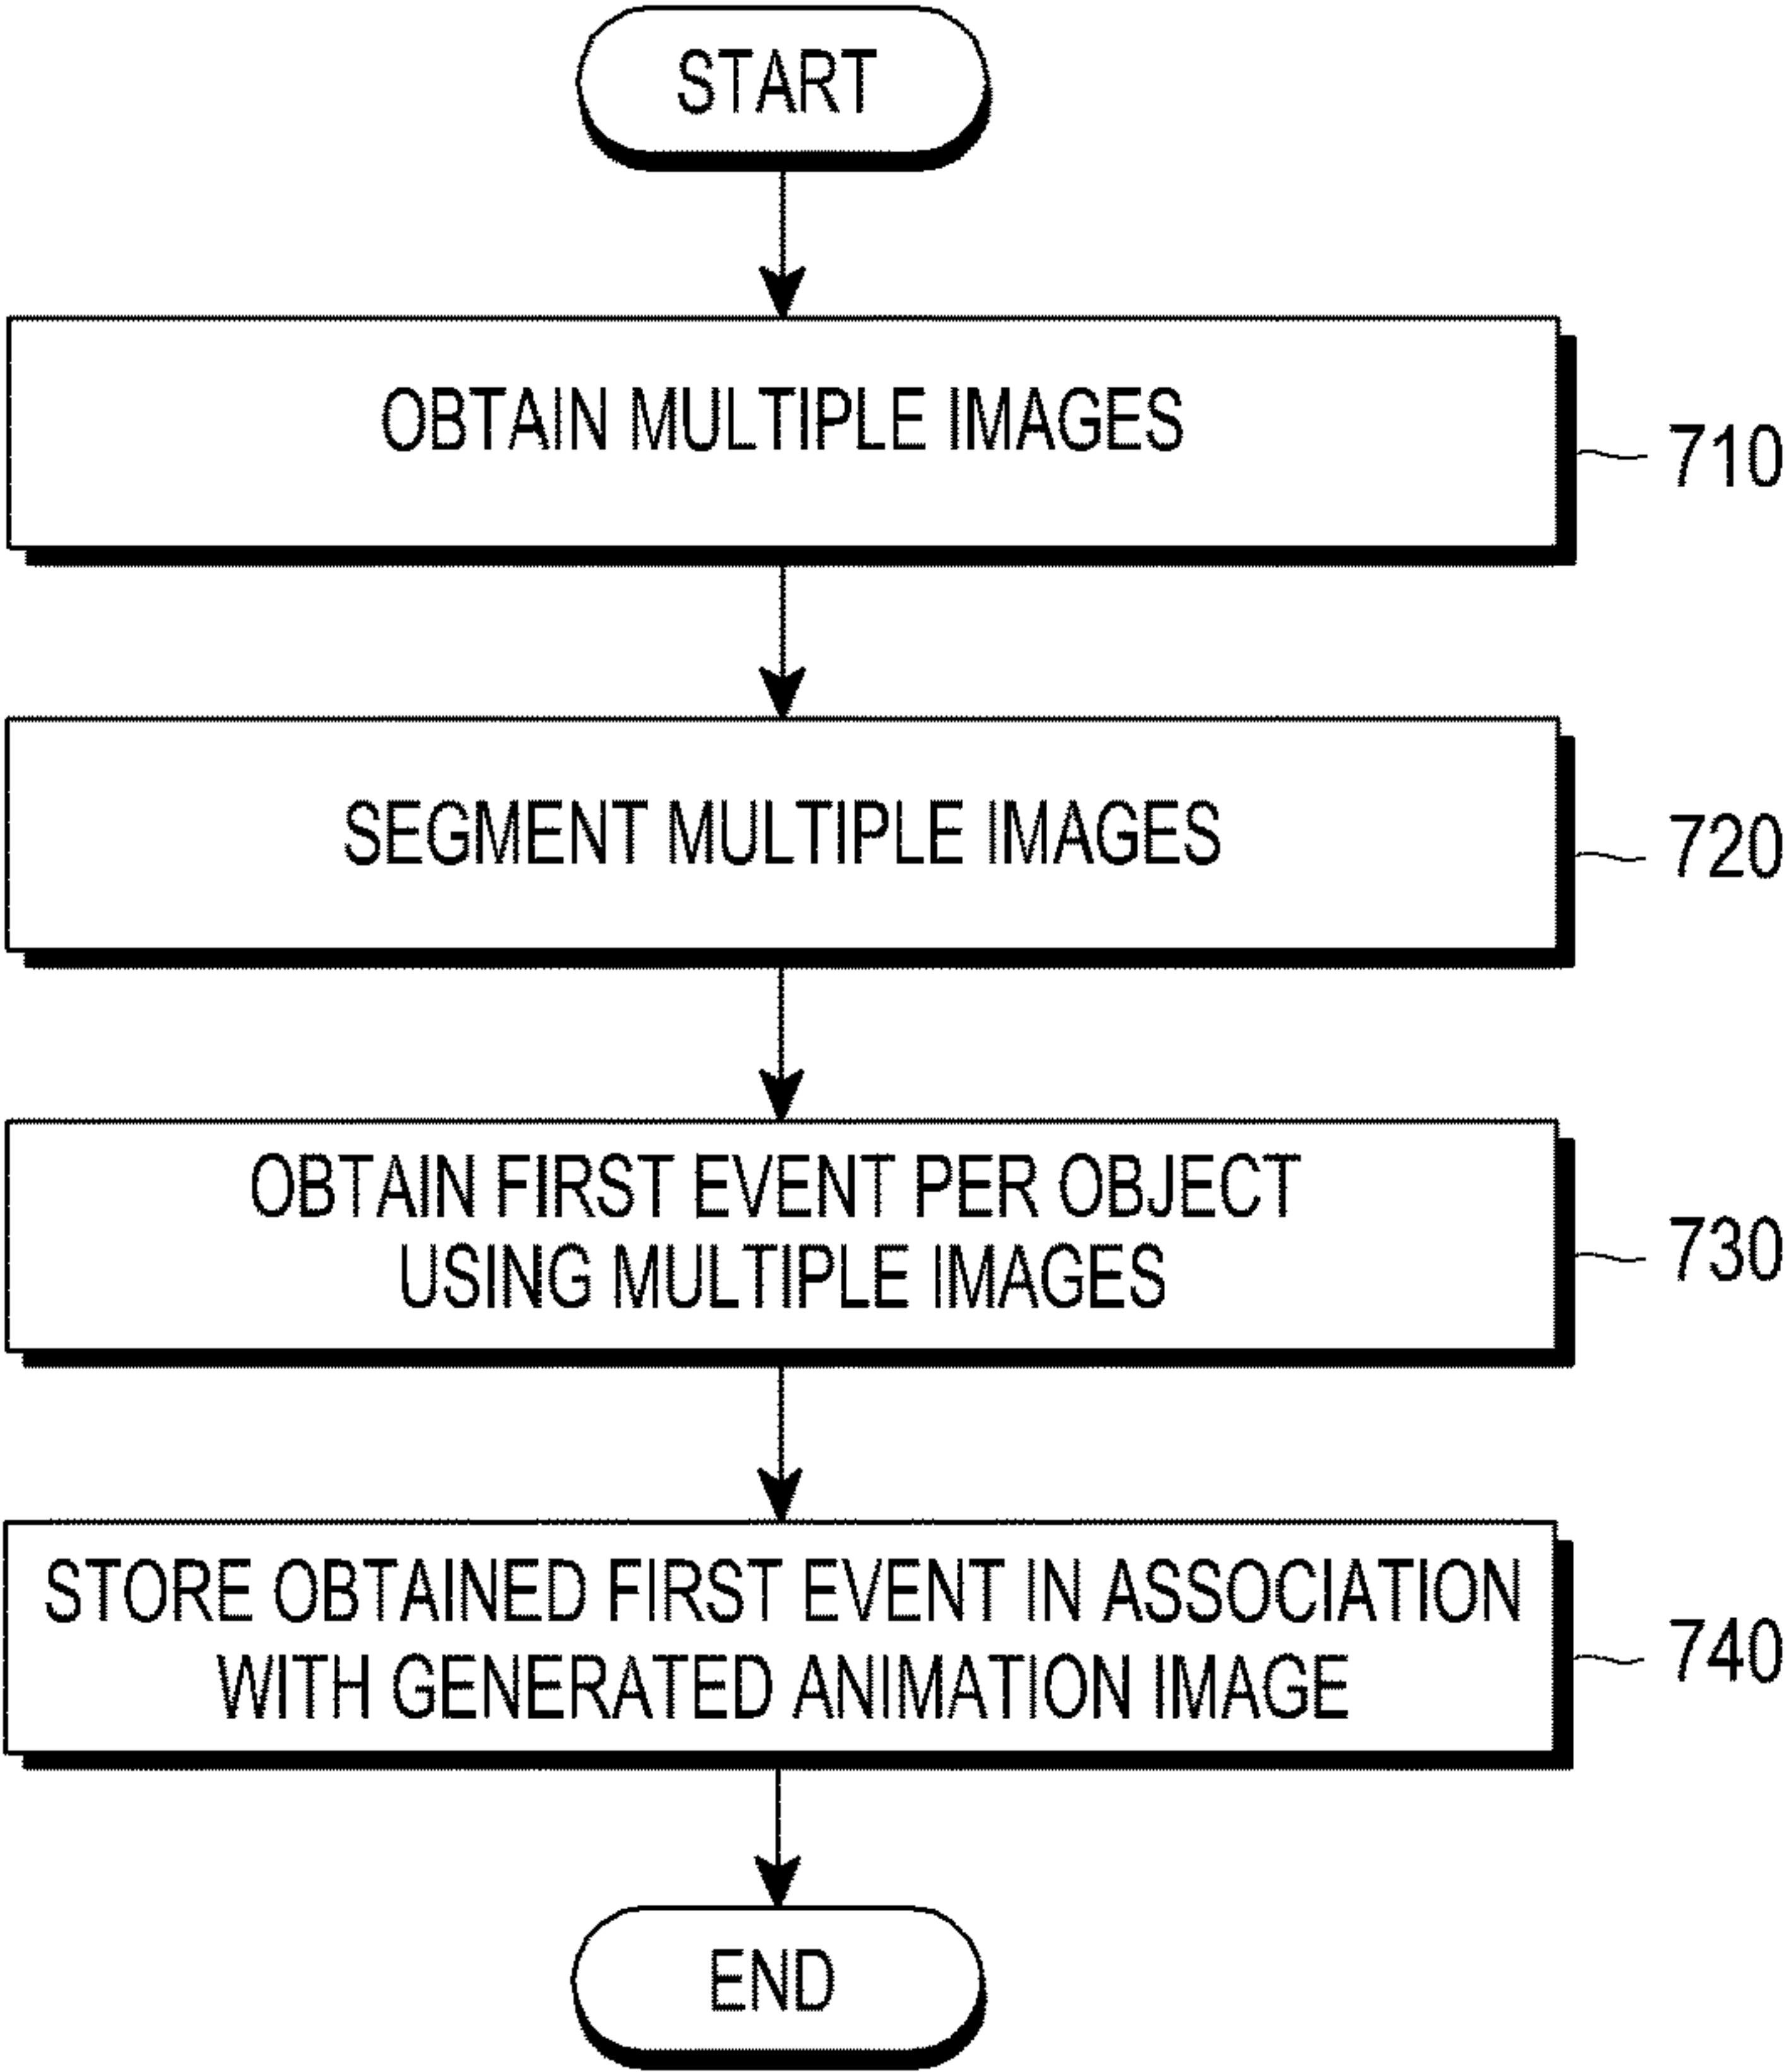 START
OBTAIN MULTIPLE IMAGES
710
SEGMENT MULTIPLE IMAGES
720
OBTAIN FIRST EVENT PER OBJECT
USING MULTIPLE IMAGES
730
STORE OBTAINED FIRST EVENT IN ASSOCIATION
WITH GENERATED ANIMATION IMAGE
740
END